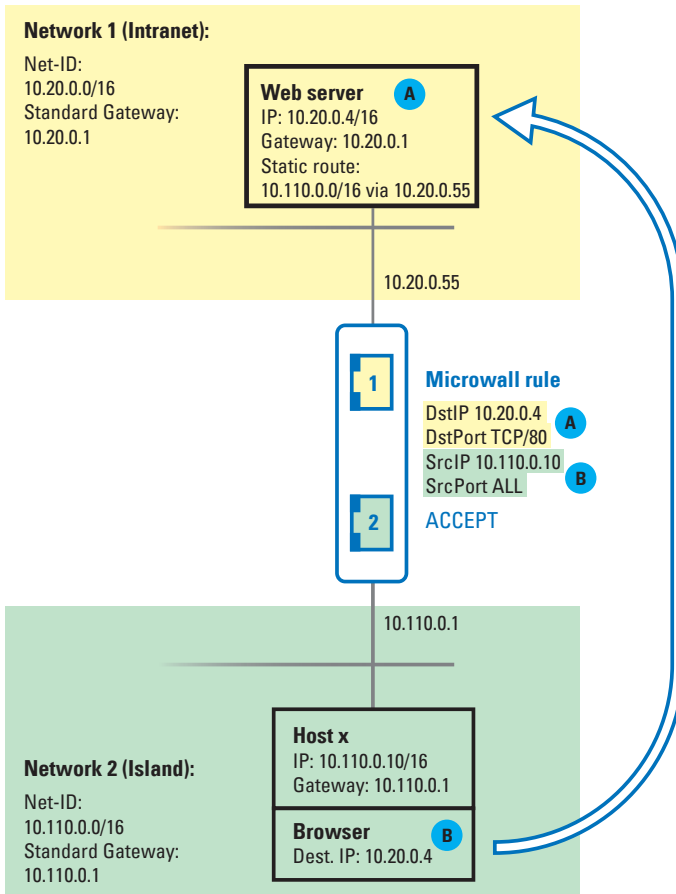 Network 1 (Intranet):
Net-ID:
10.20.0.0/16
Standard Gateway:
10.20.0.1
Web server A
IP: 10.20.0.4/16
Gateway: 10.20.0.1
Static route:
10.110.0.0/16 via 10.20.0.55
10.20.0.55
1
Microwall rule
DstIP 10.20.0.4
DstPort TCP/80
A
SrcIP 10.110.0.10
SrcPort ALL
B
2
ACCEPT
10.110.0.1
Host x
IP: 10.110.0.10/16
Gateway: 10.110.0.1
Network 2 (Island):
Net-ID:
10.110.0.0/16
Standard Gateway:
10.110.0.1
Browser B
Dest. IP: 10.20.0.4